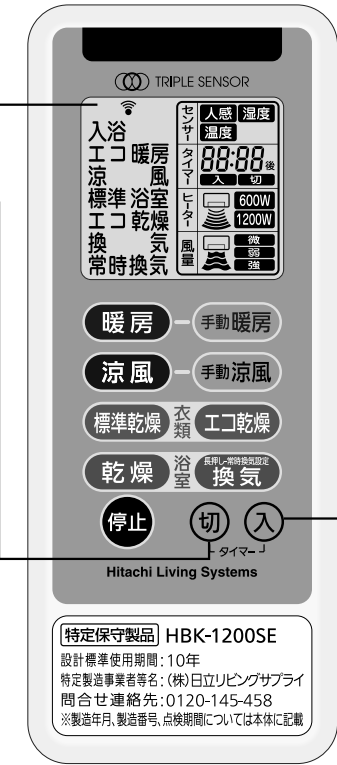 TRIPLE SENSOR
入浴
エコ 暖房
涼 風
標準 浴室
エコ 乾燥
換 気
常時換気
センサー 人感 湿度
温度
タイマー 88:88 後
入 切
ヒーター 600W
1200W
風量 微
弱
強
暖房 手動暖房
涼風 手動涼風
標準乾燥 衣類 エコ乾燥
長押し-常時換気設定
乾燥 浴室 換気
停止 切 入
タイマー
Hitachi Living Systems
特定保守製品 HBK-1200SE
設計標準使用期間:10年
特定製造事業者等名:(株)日立リビングサプライ
問合せ連絡先:0120-145-458
※製造年月、製造番号、点検期間については本体に記載